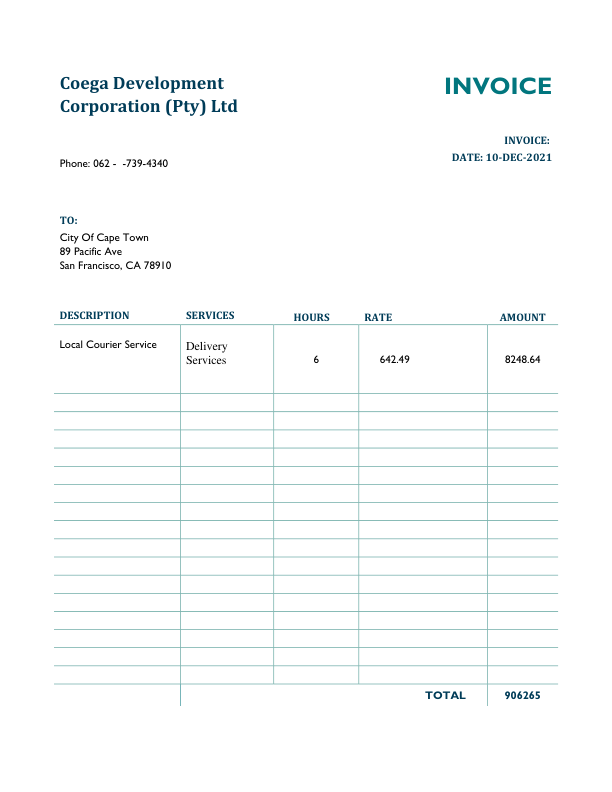 Coega Development
Corporation (Pty) Ltd
INVOICE
INVOICE:
DATE: 10-DEC-2021
Phone: 062 -  -739-4340
TO:
City Of Cape Town
89 Pacific Ave
San Francisco, CA 78910
DESCRIPTION SERVICES HOURS RATE AMOUNT
Local Courier Service Delivery
Services 6 642.49 8248.64
TOTAL 906265